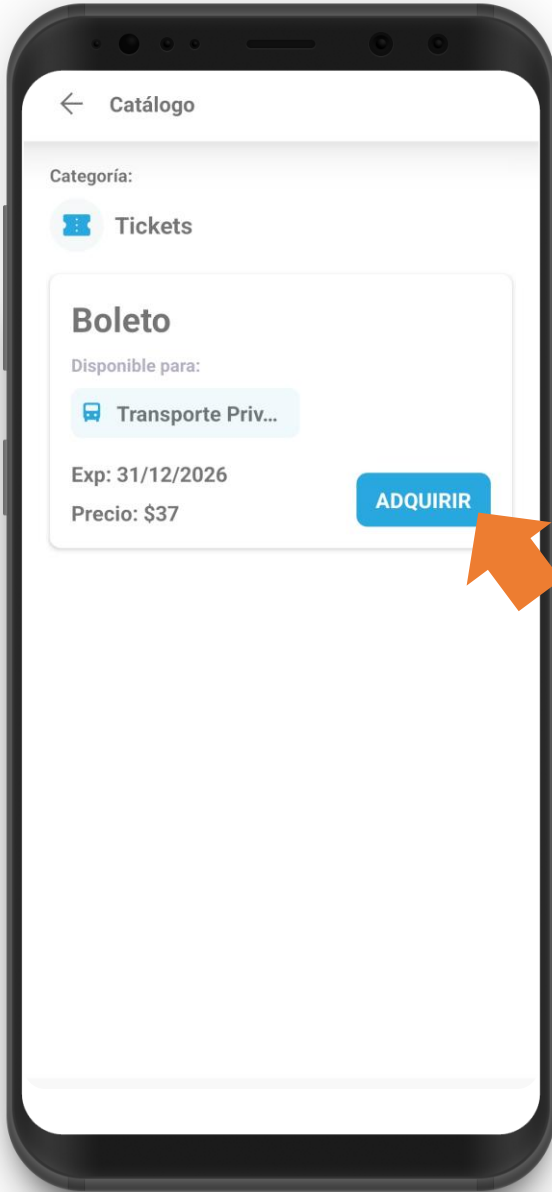 Catálogo
Categoría:
Tickets
Boleto
Disponible para:
Transporte Priv...
Exp: 31/12/2026
Precio: $37
ADQUIRIR